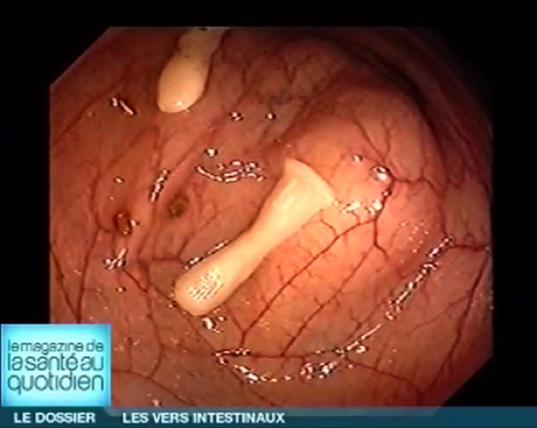 le magazine de
la santé au
quotidien
LE DOSSIER LES VERS INTESTINAUX